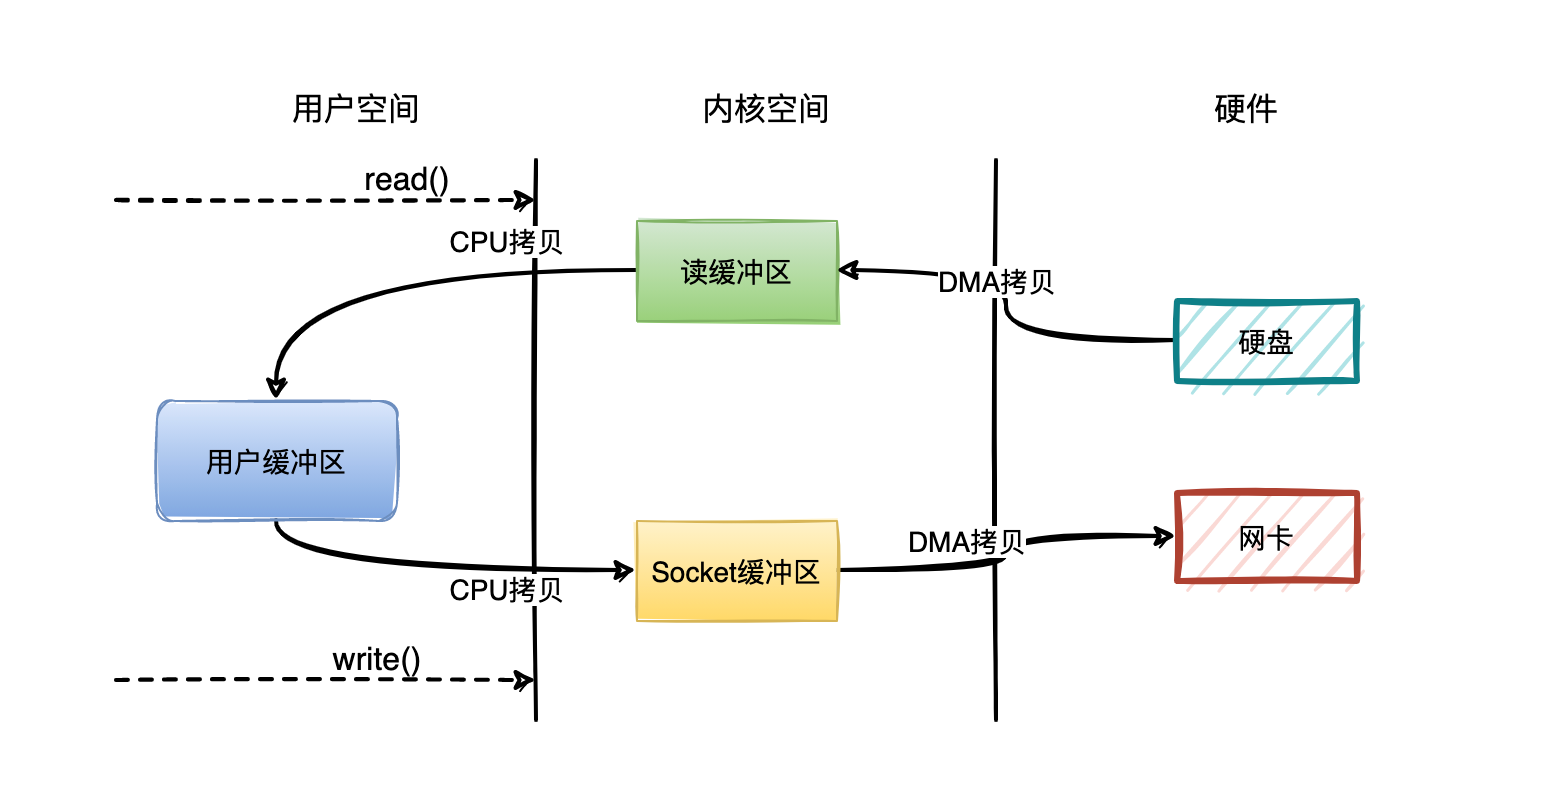 用户空间
内核空间
硬件
read()
CPU拷贝
读缓冲区
DMA拷贝
硬盘
用户缓冲区
DMA拷贝
网卡
Socket缓冲区
CPU拷贝
write()